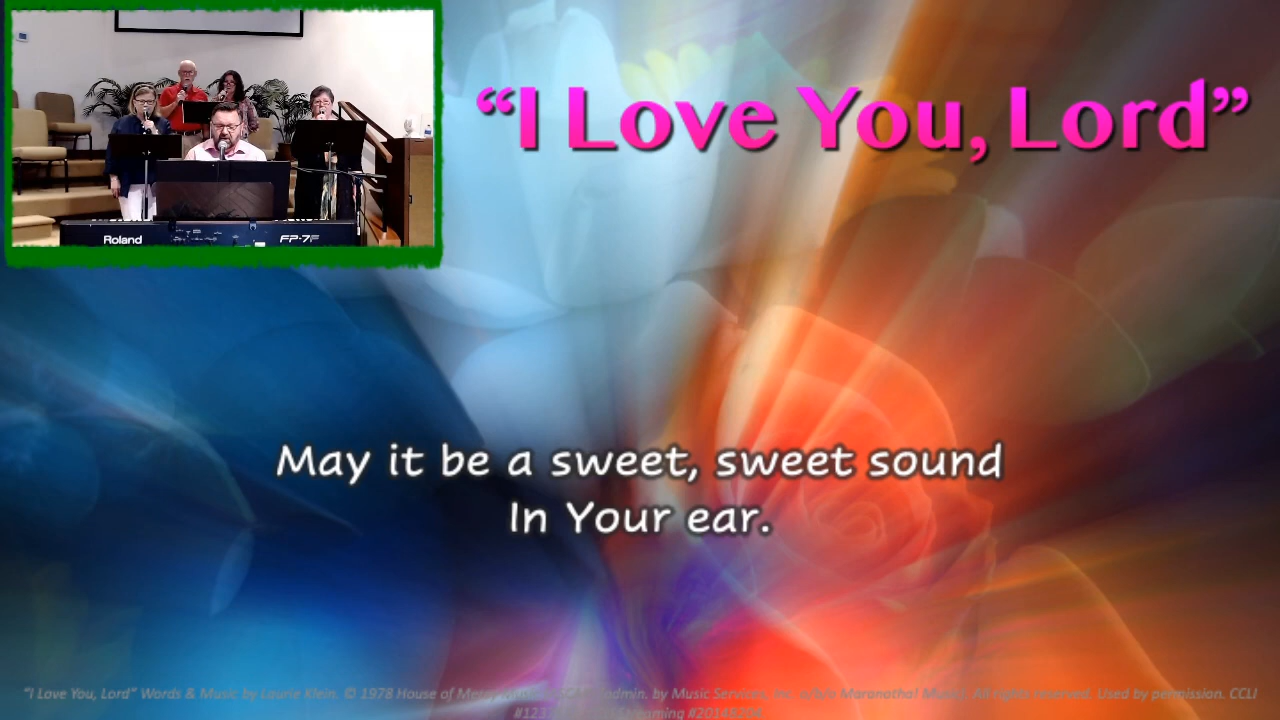 “I Love You, Lord”
Roland FP-7F
May it be a sweet, sweet sound
In Your ear.
“I Love You, Lord” Words & Music by Laurie Klein. © 1978 House of Mercy admin. by Music Services, Inc. Maranatha! Music). All rights reserved. Used by permission. CCLI
#20149204